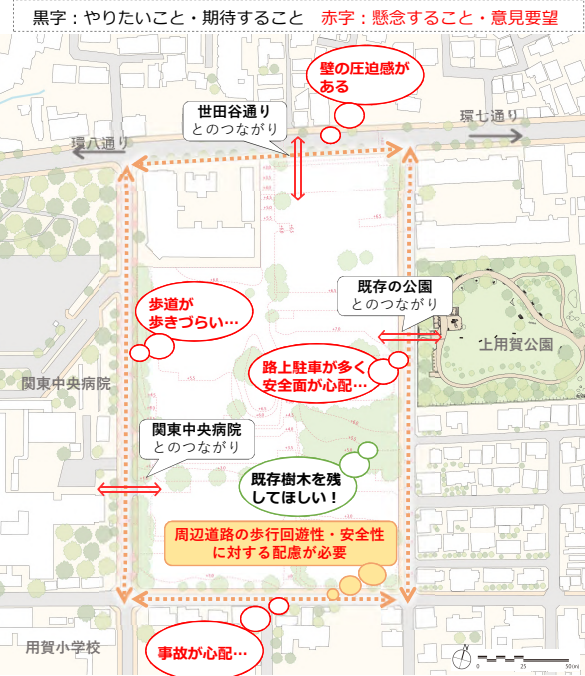 黒字：やりたいこと・期待すること　赤字：懸念すること・意見要望
壁の圧迫感が
ある
世田谷通り
とのつながり
環七通り
環八通り
既存の公園
とのつながり
歩道が
歩きづらい…
上用賀公園
路上駐車が多く
安全面が心配…
関東中央病院
関東中央病院
とのつながり
既存樹木を残
してほしい！
周辺道路の歩行回遊性・安全性
に対する配慮が必要
用賀小学校
事故が心配…
N
0 25 50(m)